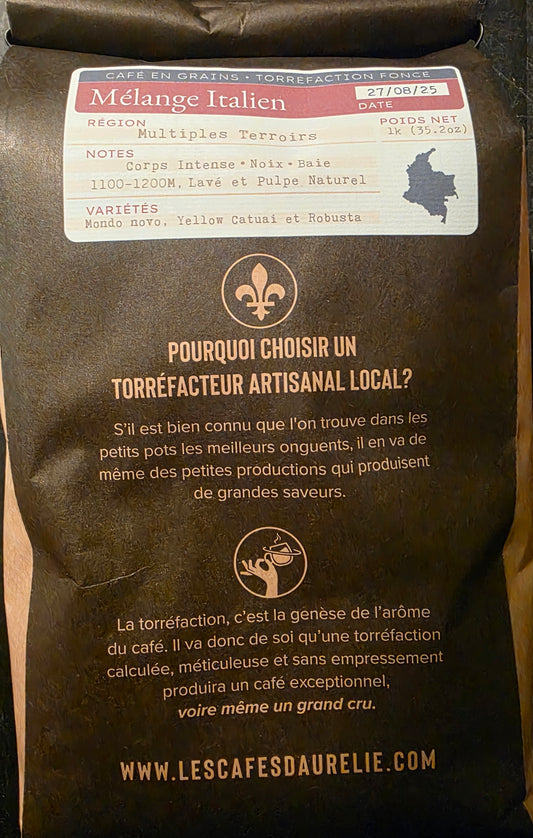 CAFÉ EN GRAINS • TORRÉFACTION FONCÉ
Mélange Italien
27/08/25
DATE
RÉGION
Multiples Terroirs
POIDS NET
1k (35.2oz)
NOTES
Corps Intense • Noix • Baie
1100-1200M, Lavé et Pulpe Naturel
VARIÉTÉS
Mondo novo, Yellow Catuai et Robusta
POURQUOI CHOISIR UN
TORRÉFACTEUR ARTISANAL LOCAL?
S'il est bien connu que l'on trouve dans les
petits pots les meilleurs onguents, il en va de
même des petites productions qui produisent
de grandes saveurs.
La torréfaction, c'est la genèse de l'arôme
du café. Il va donc de soi qu'une torréfaction
calculée, méticuleuse et sans empressement
produira un café exceptionnel,
voire même un grand cru.
WWW.LESCAFESDAURELIE.COM